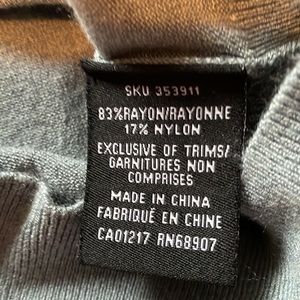 SKU 353911
83%RAYON/RAYONNE
17% NYLON
EXCLUSIVE OF TRIMS/
GARNITURES NON
COMPRISES
MADE IN CHINA
FABRIQUÉ EN CHINE
CA01217 RN68907